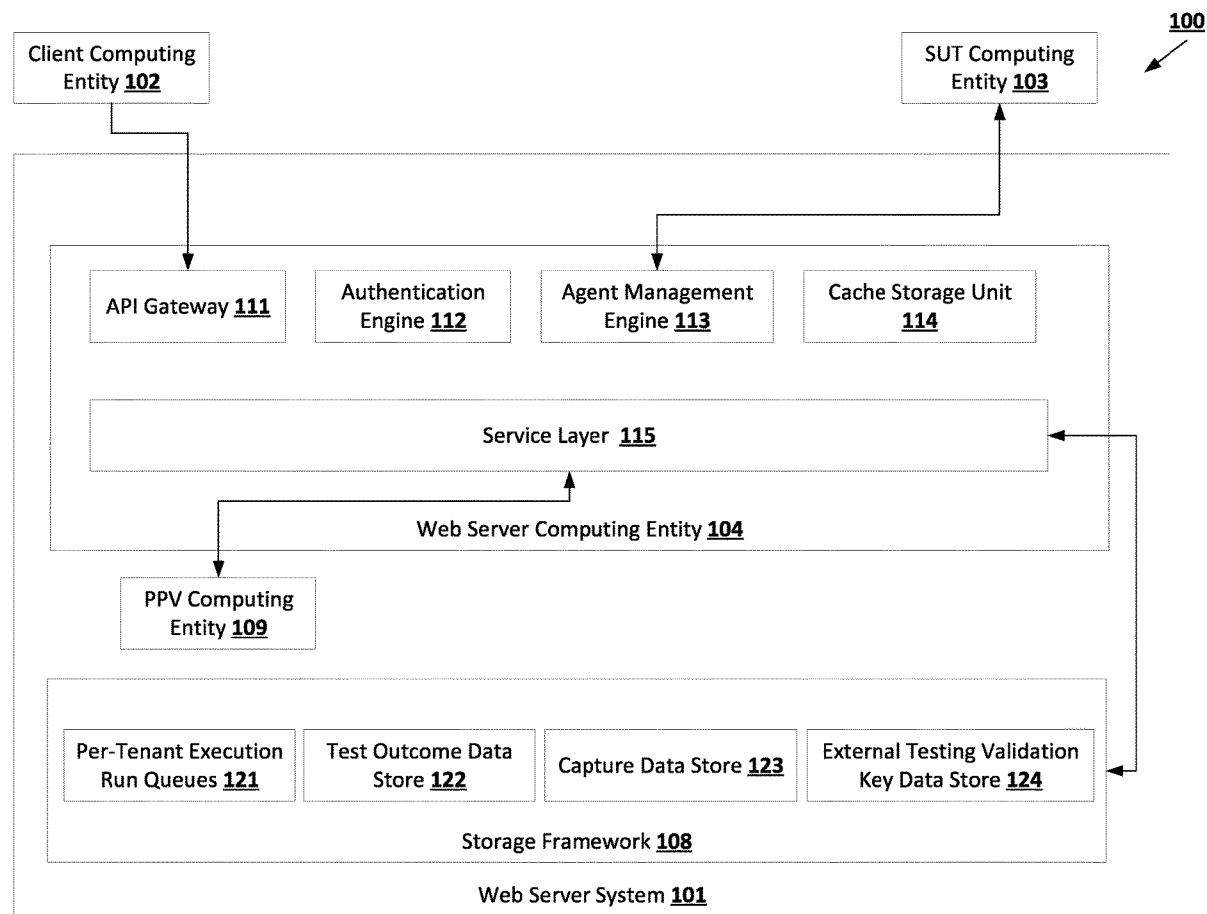 100
Client Computing
Entity 102
SUT Computing
Entity 103
API Gateway 111
Authentication
Engine 112
Agent Management
Engine 113
Cache Storage Unit
114
Service Layer 115
Web Server Computing Entity 104
PPV Computing
Entity 109
Per-Tenant Execution
Run Queues 121
Test Outcome Data
Store 122
Capture Data Store 123
External Testing Validation
Key Data Store 124
Storage Framework 108
Web Server System 101